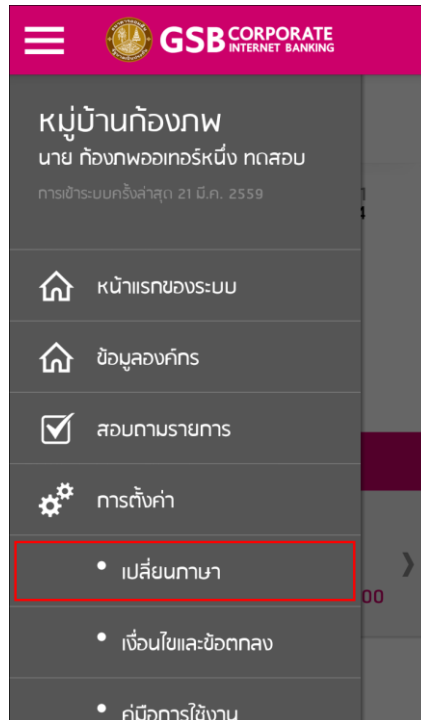 GSB CORPORATE
INTERNET BANKING
หมู่บ้านก้องภพ
นาย ก้องภพออเทอร์หนึ่ง ทดสอบ
การเข้าระบบครั้งล่าสุด 21 มี.ค. 2559
หน้าแรกของระบบ
ข้อมูลองค์กร
สอบถามรายการ
การตั้งค่า
เปลี่ยนภาษา
00
เงื่อนไขและข้อตกลง
คู่มือการใช้งาน